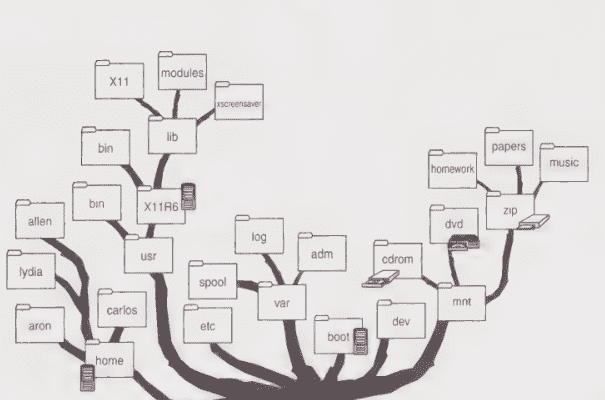 X11
modules
xscreensaver
bin
lib
papers
homework
music
bin
X11R6
zip
allen
dvd
log
adm
usr
lydia
spool
cdrom
carlos
var
mnt
aron
etc
boot
dev
home